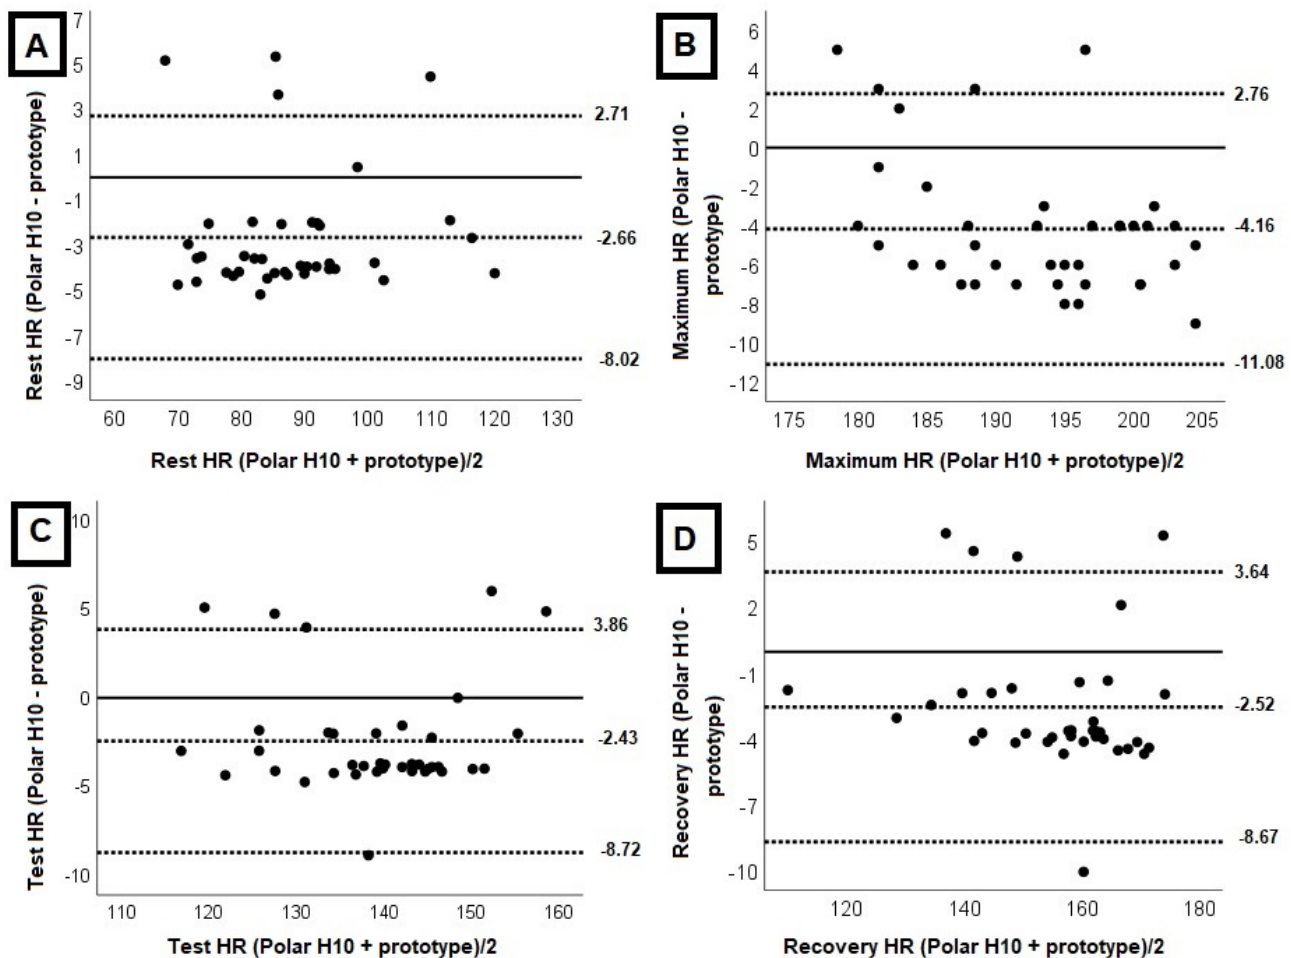 A
Rest HR (Polar H10 - prototype)
7
5
3
1
-1
-3
-5
-7
-9
2.71
-2.66
-8.02
60 70 80 90 100 110 120 130
Rest HR (Polar H10 + prototype)/2
B
Maximum HR (Polar H10 -
prototype)
6
4
2
0
-2
-4
-6
-8
-10
-12
2.76
-4.16
-11.08
175 180 185 190 195 200 205
Maximum HR (Polar H10 + prototype)/2
C
Test HR (Polar H10 - prototype)
10
5
0
-5
-10
3.86
-2.43
-8.72
110 120 130 140 150 160
Test HR (Polar H10 + prototype)/2
D
Recovery HR (Polar H10 -
prototype)
5
2
-1
-4
-7
-10
3.64
-2.52
-8.67
120 140 160 180
Recovery HR (Polar H10 + prototype)/2